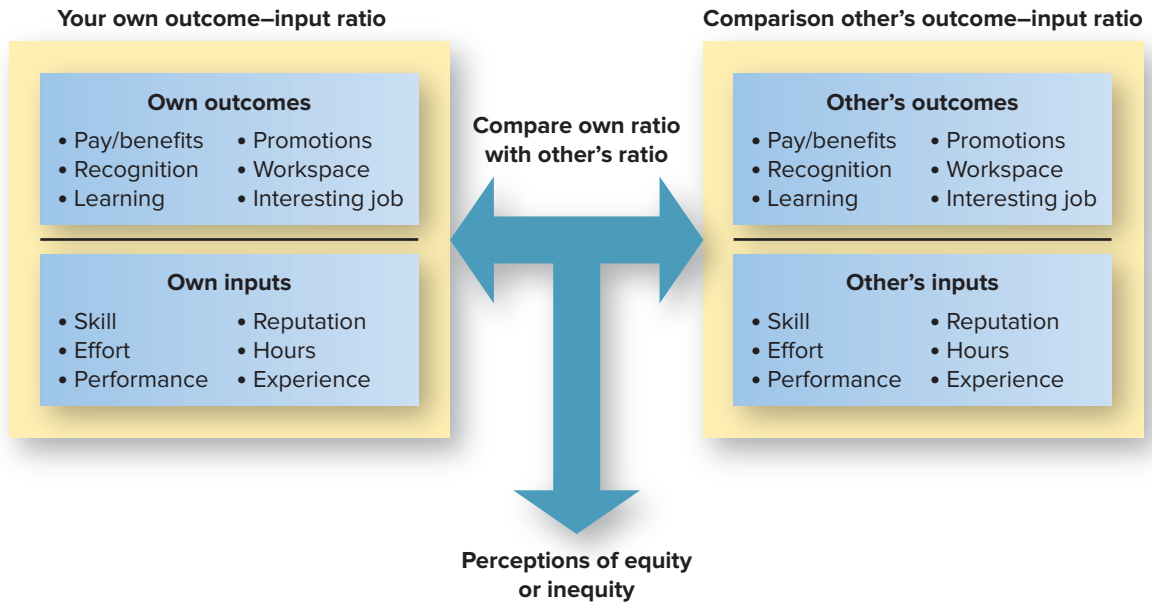 Your own outcome–input ratio
Own outcomes
• Pay/benefits
• Recognition
• Learning
• Promotions
• Workspace
• Interesting job
Own inputs
• Skill
• Effort
• Performance
• Reputation
• Hours
• Experience
Compare own ratio
with other’s ratio
Comparison other’s outcome–input ratio
Other’s outcomes
• Pay/benefits
• Recognition
• Learning
• Promotions
• Workspace
• Interesting job
Other’s inputs
• Skill
• Effort
• Performance
• Reputation
• Hours
• Experience
Perceptions of equity
or inequity